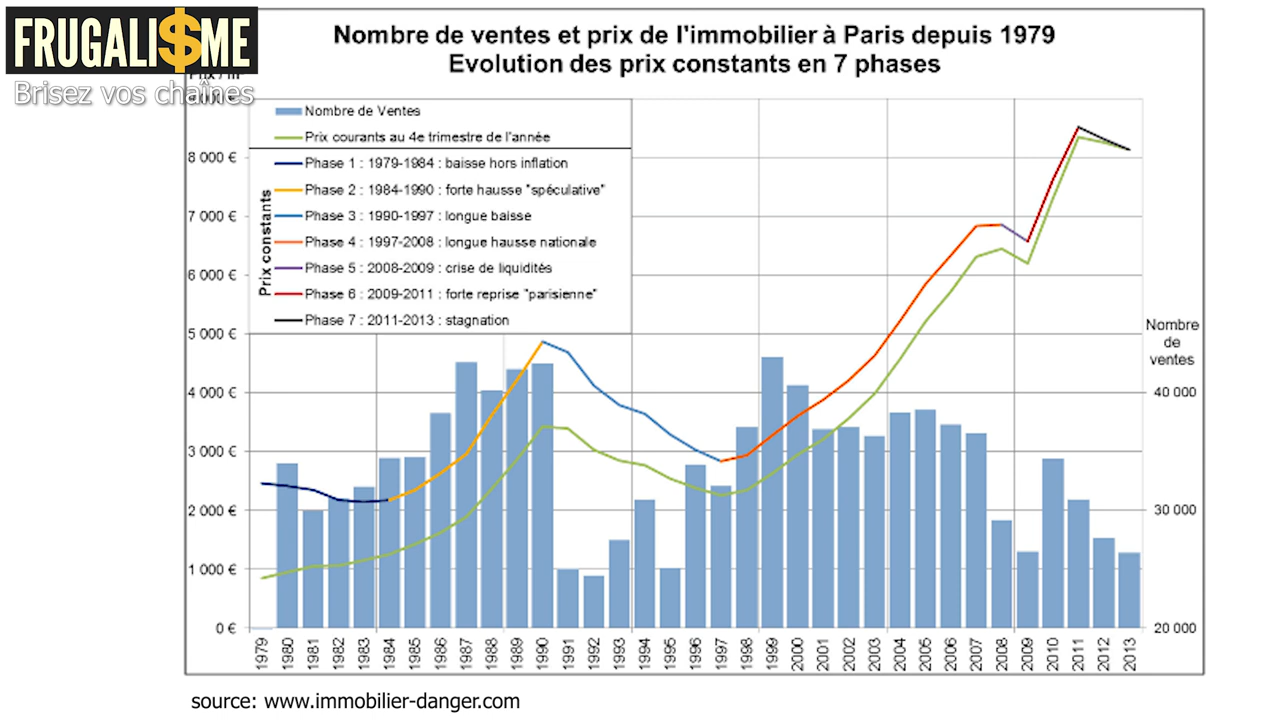 FRUGALI$ME
Brisez vos chaînes
Nombre de ventes et prix de l'immobilier à Paris depuis 1979
Evolution des prix constants en 7 phases
Nombre de Ventes
Prix courants au 4e trimestre de l'année
Prix constants
Phase 1 : 1979-1984 : baisse hors inflation
Phase 2 : 1984-1990 : forte hausse "spéculative"
Phase 3 : 1990-1997 : longue baisse
Phase 4 : 1997-2008 : longue hausse nationale
Phase 5 : 2008-2009 : crise de liquidités
Phase 6 : 2009-2011 : forte reprise "parisienne"
Phase 7 : 2011-2013 : stagnation
8 000 €
7 000 €
6 000 €
5 000 €
4 000 €
3 000 €
2 000 €
1 000 €
0 €
Nombre
de
ventes
40 000
30 000
20 000
1979 1980 1981 1982 1983 1984 1985 1986 1987 1988 1989 1990 1991 1992 1993 1994 1995 1996 1997 1998 1999 2000 2001 2002 2003 2004 2005 2006 2007 2008 2009 2010 2011 2012 2013
source: www.immobilier-danger.com